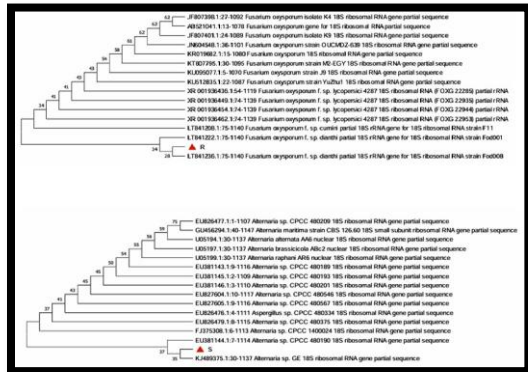 JF807398.1:27-1092 Fusarium oxysporum isolate K4 18S ribosomal RNA gene partial sequence
AB521041.1:13-1078 Fusarium oxysporum gene for 18S ribosomal RNA partial sequence
JF807401.1:24-1089 Fusarium oxysporum isolate K9 18S ribosomal RNA gene partial sequence
JN604548.1:36-1101 Fusarium oxysporum strain OUCMDZ-639 18S ribosomal RNA gene partial sequence
KR019682.1:15-1080 Fusarium oxysporum 18S ribosomal RNA gene partial sequence
KT807795.1:30-1095 Fusarium oxysporum strain M2-EGY 18S ribosomal RNA gene partial sequence
1:5-1070 Fusarium oxysporum strain J9 18S ribosomal RNA gene partial sequence
KU512835.1:22-1087 Fusarium oxysporum strain 18S ribosomal RNA gene partial sequence
XR 001936436.1:54-1119 Fusarium oxysporum f. sp. lycopersici 4287 18S ribosomal RNA (FOXG 22285) partial rRNA
XR 001936449.1:74-1139 Fusarium oxysporum f. sp. lycopersici 4287 18S ribosomal RNA (FOXG 22935) partial rRNA
XR 001936454.1:74-1139 Fusarium oxysporum f. sp. lycopersici 4287 18S ribosomal RNA (FOXG 22944) partial rRNA
XR 001936462.1:74-1139 Fusarium oxysporum f. sp. lycopersici 4287 18S ribosomal RNA (FOXG 22953) partial rRNA
LT841208.1:75-1140 Fusarium oxysporum f. sp. cumini partial 18S rRNA gene for 18S ribosomal RNA strain F11
LT841222.1:75-1140 Fusarium oxysporum f. sp. dianthi partial 18S rRNA gene for 18S ribosomal RNA strain Fod001
R
LT841236.1:75-1140 Fusarium oxysporum f. sp. dianthi partial 18S rRNA gene for 18S ribosomal RNA strain Fod008
EU826477.1:1-1107 Alternaria sp. CPCC 480209 18S ribosomal RNA gene partial sequence
GU456294.1:40-1147 Alternaria maritima strain CBS 126.60 18S small subunit ribosomal RNA gene partial sequence
U05194.1:30-1137 Alternaria alternata AA6 nuclear 18S ribosomal RNA gene partial sequence
U05197.1:30-1137 Alternaria brassicicola ABc2 nuclear 18S ribosomal RNA gene partial sequence
U05199.1:30-1137 Alternaria raphani AR6 nuclear 18S ribosomal RNA gene partial sequence
EU381143.1:9-1116 Alternaria sp. CPCC 480189 18S ribosomal RNA gene partial sequence
EU381145.1:2-1109 Alternaria sp. CPCC 480193 18S ribosomal RNA gene partial sequence
EU381146.1:3-1110 Alternaria sp. CPCC 480201 18S ribosomal RNA gene partial sequence
EU827604.1:10-1117 Alternaria sp. CPCC 480548 18S ribosomal RNA gene partial sequence
EU827605.1:9-1116 Alternaria sp. CPCC 480567 18S ribosomal RNA gene partial sequence
EU826476.1:4-1111 Aspergillus sp. CPCC 480334 18S ribosomal RNA gene partial sequence
EU826479.1:8-1115 Alternaria sp. CPCC 480375 18S ribosomal RNA gene partial sequence
FJ375308.1:6-1113 Alternaria sp. CPCC 1400024 18S ribosomal RNA gene partial sequence
EU381144.1:7-1114 Alternaria sp. CPCC 480190 18S ribosomal RNA gene partial sequence
S
KJ489375.1:30-1137 Alternaria sp. GE 18S ribosomal RNA gene partial sequence